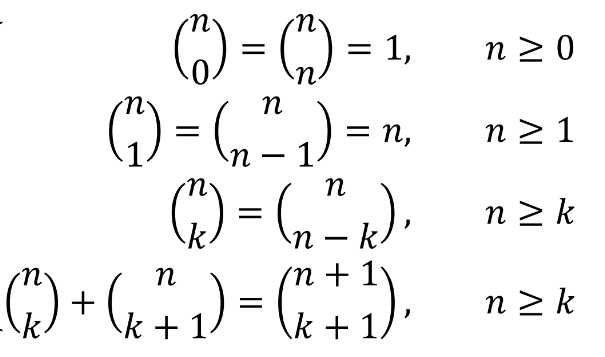 (n 0) = (n n) = 1, n ≥ 0
(n 1) = (n n − 1) = n, n ≥ 1
(n k) = (n n − k), n ≥ k
(n k) + (n k + 1) = (n + 1 k + 1), n ≥ k